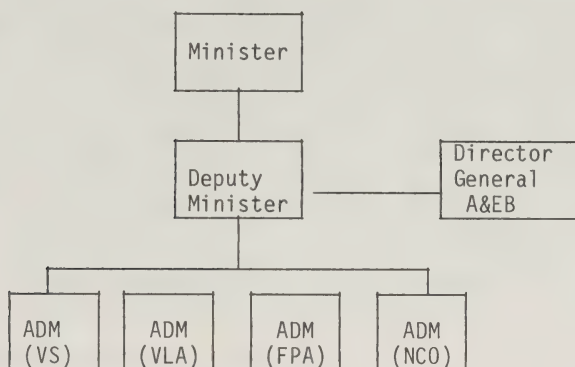 Minister
Deputy
Minister
Director
General
A&EB
ADM
(VS)
ADM
(VLA)
ADM
(FPA)
ADM
(NCO)